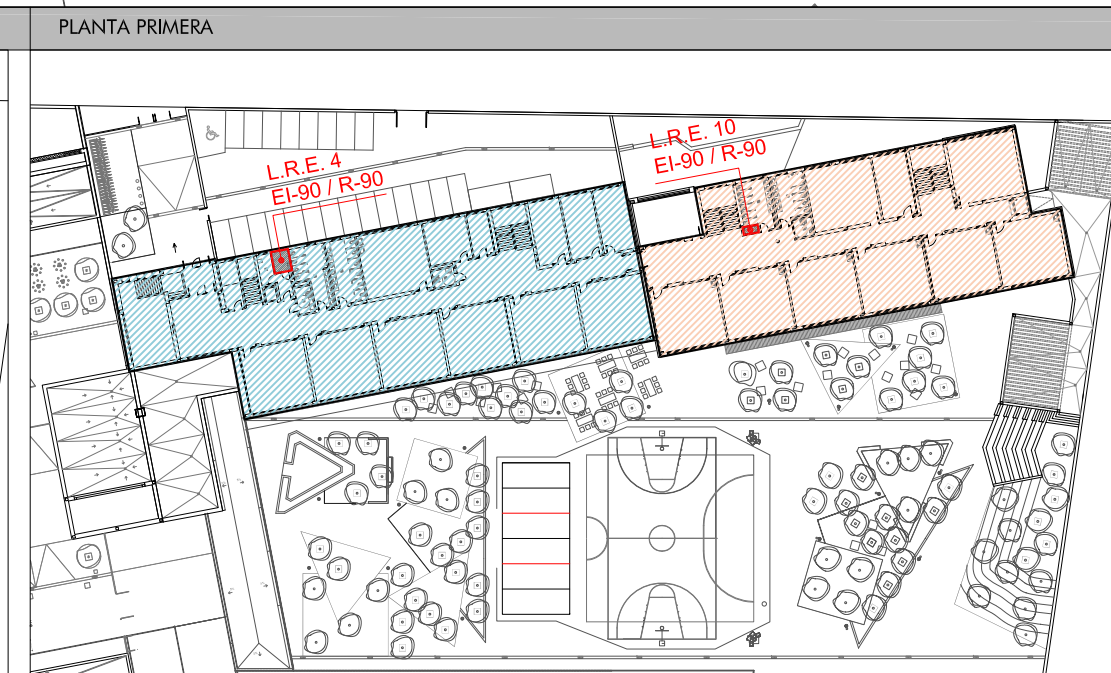 PLANTA PRIMERA
L.R.E. 4
EI-90 / R-90
L.R.E. 10
EI-90 / R-90